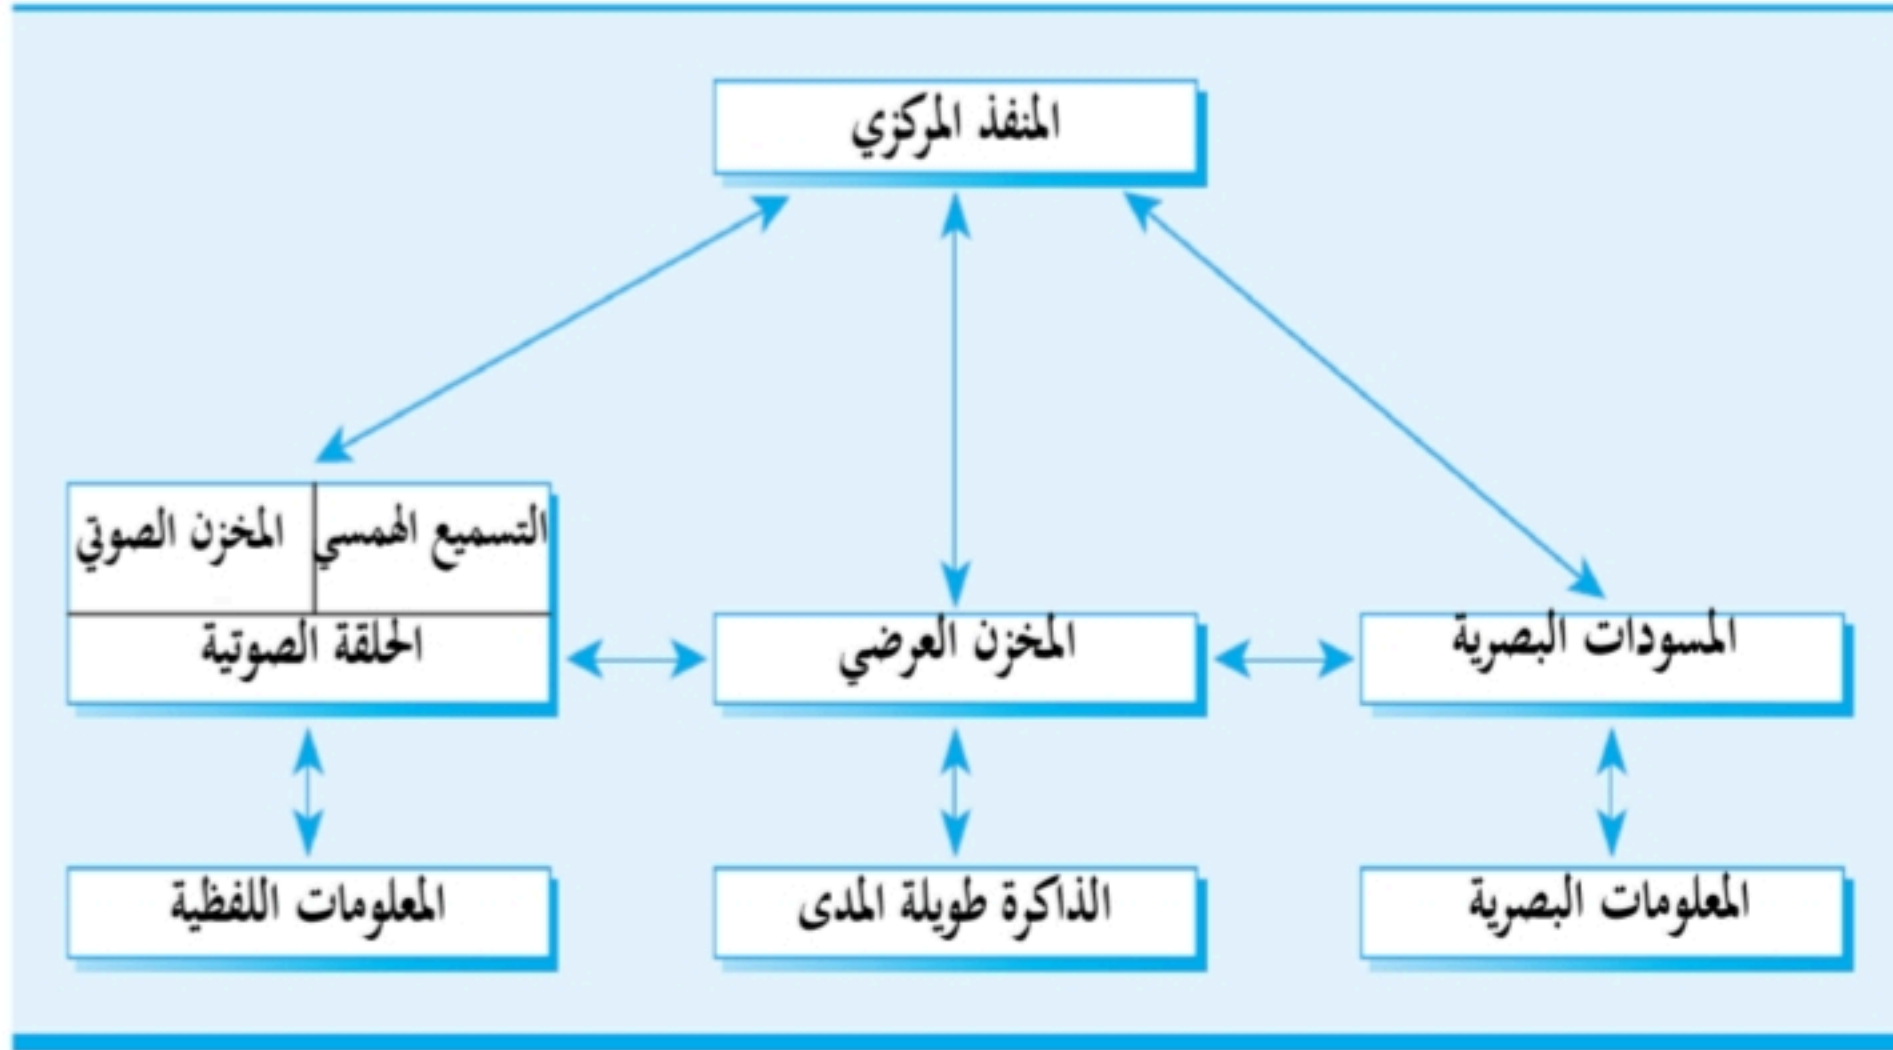 المنفذ المركزي
التسميع الهمسي
المخزن الصوتي
المسودات البصرية
المخزن العرضي
الحلقة الصوتية
المعلومات البصرية
الذاكرة طويلة المدى
المعلومات اللفظية